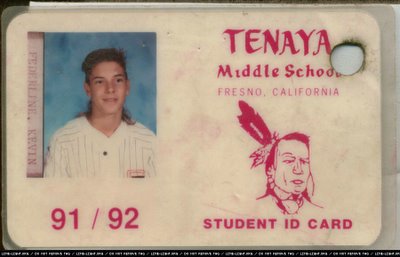 TENAYA
Middle School
FRESNO, CALIFORNIA
FEDERLINE, KEVIN
91 / 92
STUDENT ID CARD